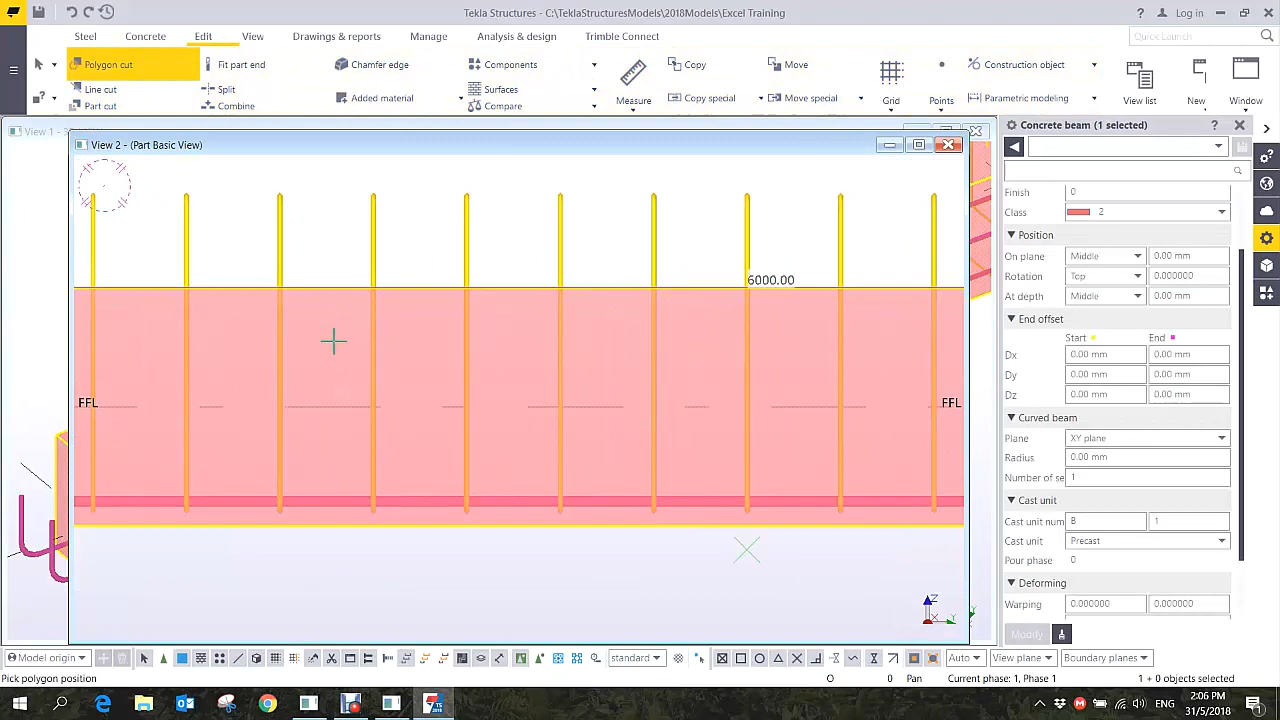 Tekla Structures - C:\TeklaStructuresModels\2018Models\Excel Training
Log in
Steel
Concrete
Edit
View
Drawings & reports
Manage
Analysis & design
Trimble Connect
Quick Launch
Polygon cut
Fit part end
Chamfer edge
Components
Copy
Move
Construction object
Line cut
Split
Added material
Surfaces
Measure
Copy special
Move special
Grid
Points
Parametric modeling
View list
New
Window
Part cut
Combine
Compare
View 1 - 3
View 2 - (Part Basic View)
6000.00
FFL
FFL
Z
Y
X
Concrete beam (1 selected)
Finish 0
Class 2
Position
On plane Middle 0.00 mm
Rotation Top 0.000000
At depth Middle 0.00 mm
End offset
Start End
Dx 0.00 mm 0.00 mm
Dy 0.00 mm 0.00 mm
Dz 0.00 mm 0.00 mm
Curved beam
Plane XY plane
Radius 0.00 mm
Number of se 1
Cast unit
Cast unit num B 1
Cast unit Precast
Pour phase 0
Deforming
Warping 0.000000 0.000000
Modify
Model origin
standard
Auto
View plane
Boundary planes
Pick polygon position
O
0
Pan
Current phase: 1, Phase 1
1 + 0 objects selected
ENG
2:06 PM
31/5/2018